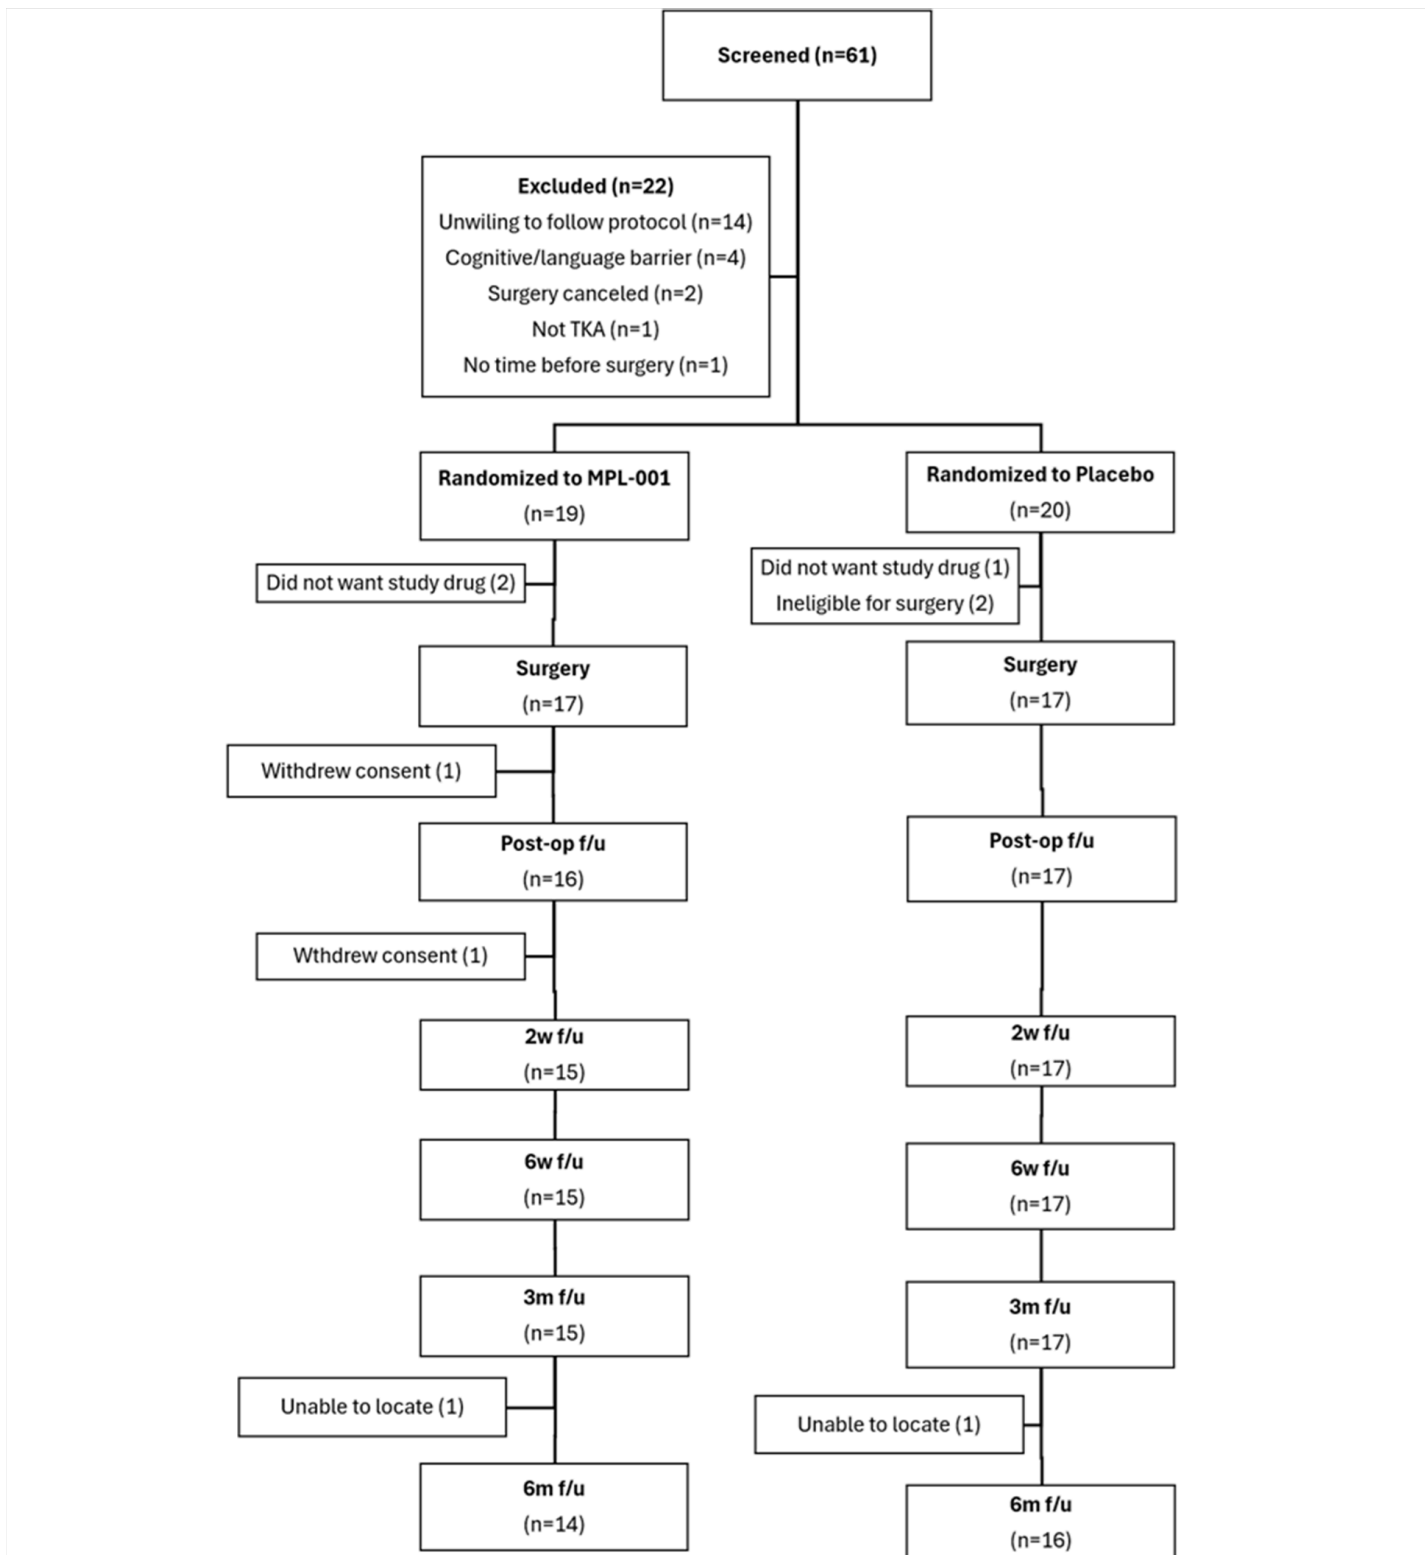 Screened (n=61)
Excluded (n=22)
Unwiling to follow protocol (n=14)
Cognitive/language barrier (n=4)
Surgery canceled (n=2)
Not TKA (n=1)
No time before surgery (n=1)
Randomized to MPL-001
(n=19)
Randomized to Placebo
(n=20)
Did not want study drug (2)
Did not want study drug (1)
Ineligible for surgery (2)
Surgery
(n=17)
Surgery
(n=17)
Withdrew consent (1)
Post-op f/u
(n=16)
Post-op f/u
(n=17)
Wthdrew consent (1)
2w f/u
(n=15)
2w f/u
(n=17)
6w f/u
(n=15)
6w f/u
(n=17)
3m f/u
(n=15)
3m f/u
(n=17)
Unable to locate (1)
Unable to locate (1)
6m f/u
(n=14)
6m f/u
(n=16)